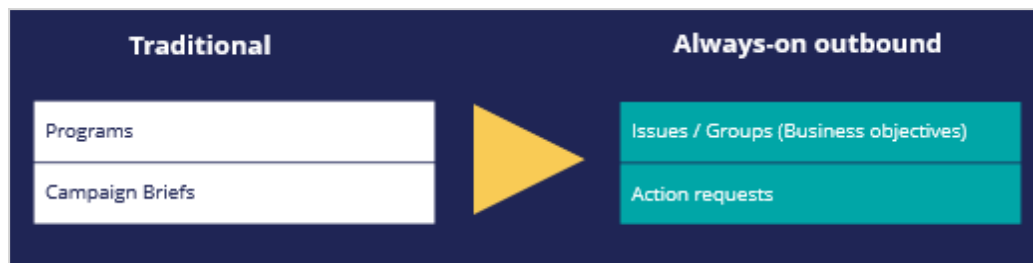 Traditional
Always-on outbound
Programs
Issues / Groups (Business objectives)
Campaign Briefs
Action requests